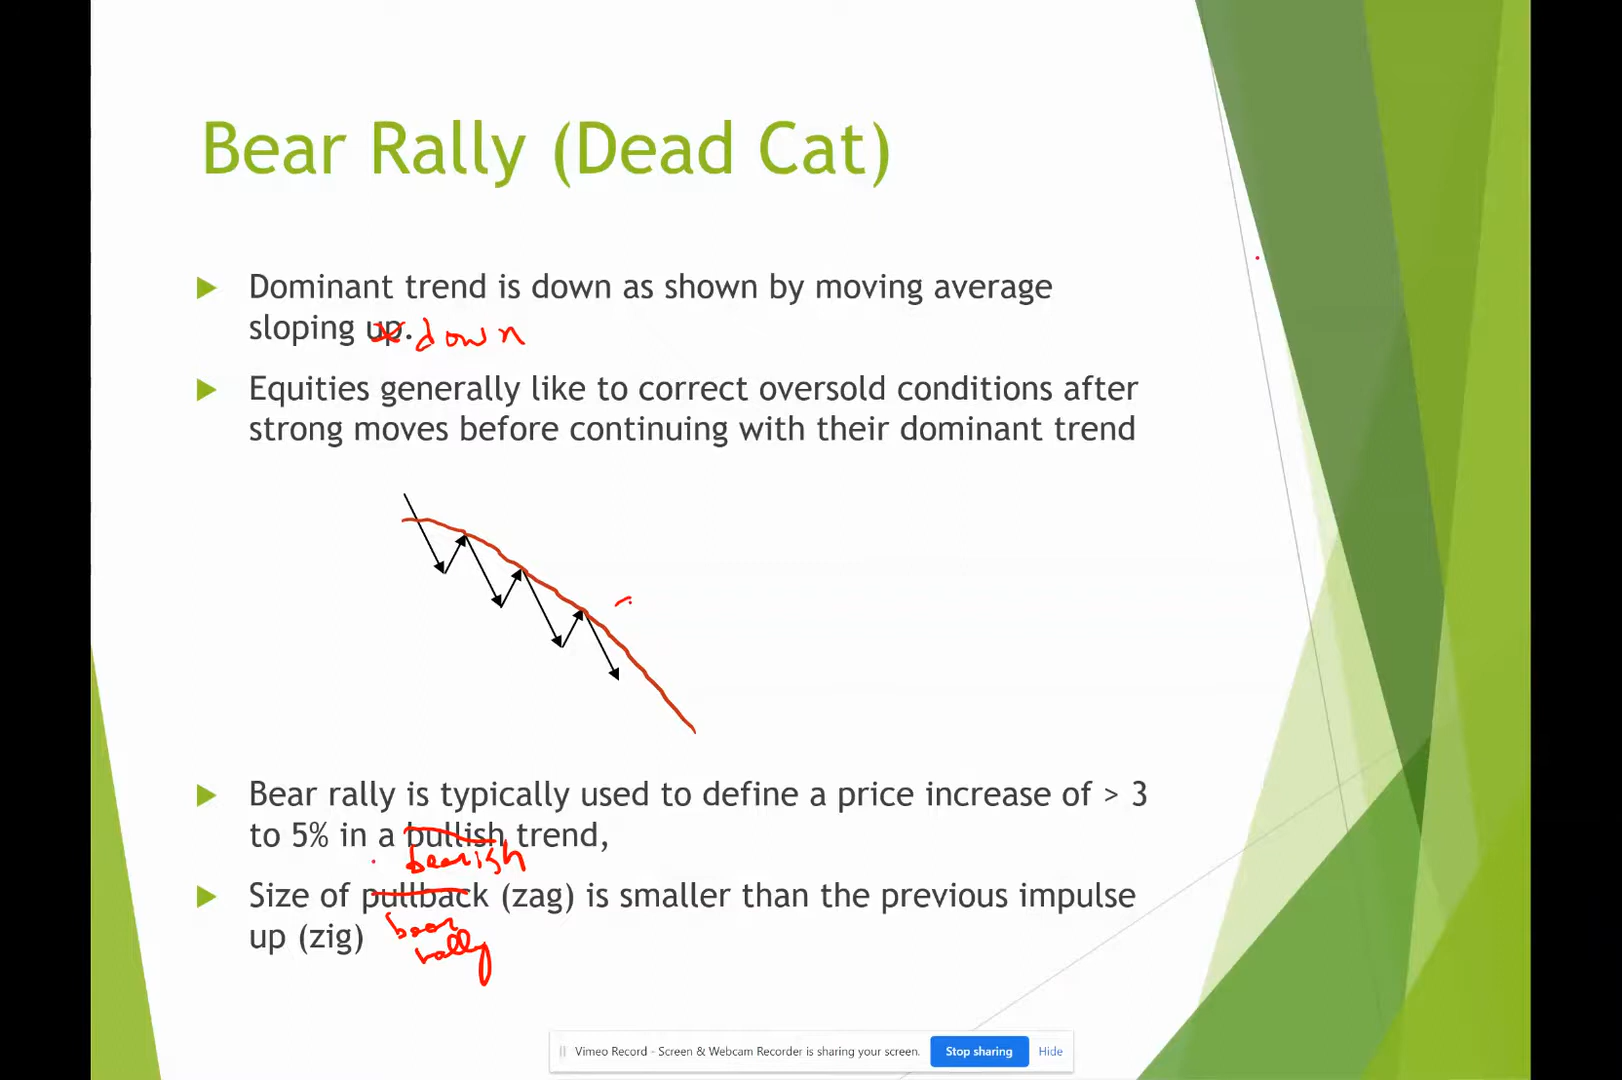 Bear Rally (Dead Cat)
Dominant trend is down as shown by moving average
sloping up. down
Equities generally like to correct oversold conditions after
strong moves before continuing with their dominant trend
Bear rally is typically used to define a price increase of > 3
to 5% in a bullish trend,
bearish
Size of pullback (zag) is smaller than the previous impulse
up (zig) bear
rally
Vimeo Record - Screen & Webcam Recorder is sharing your screen. Stop sharing Hide